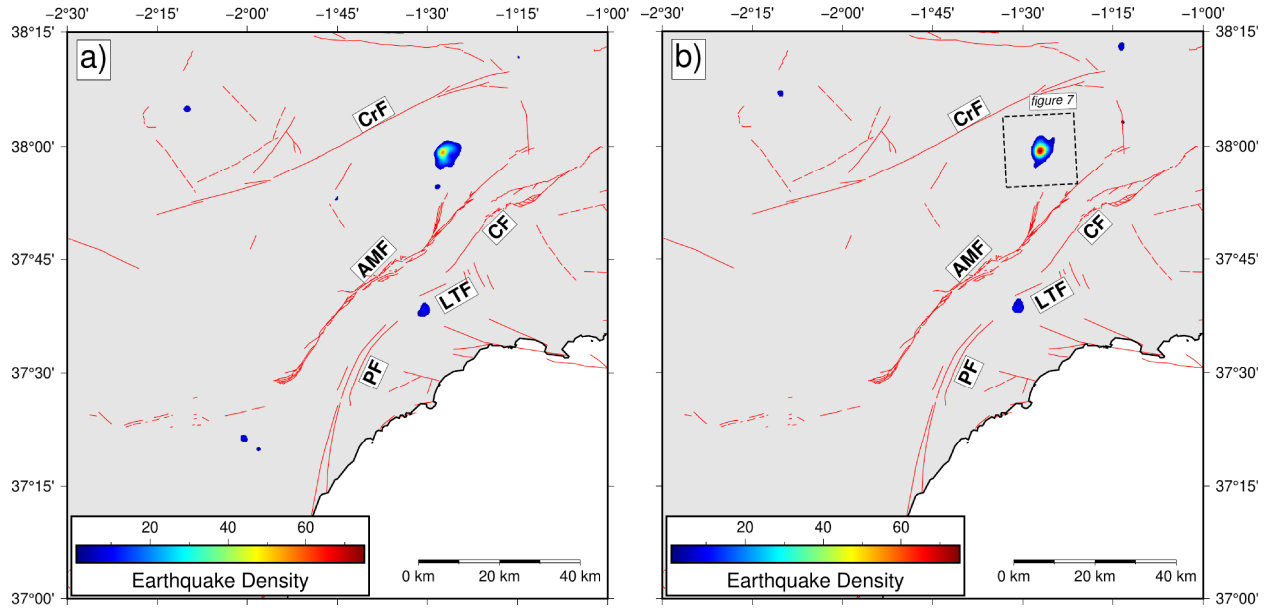 −2°30' −2°15' −2°00' −1°45' −1°30' −1°15' −1°00'
38°15'
38°00'
37°45'
37°30'
37°15'
37°00'
a)
CrF
AMF
CF
LTF
PF
20 40 60
Earthquake Density
0 km 20 km 40 km
−2°30' −2°15' −2°00' −1°45' −1°30' −1°15' −1°00'
b)
figure 7
CrF
AMF
CF
LTF
PF
20 40 60
Earthquake Density
0 km 20 km 40 km
38°15'
38°00'
37°45'
37°30'
37°15'
37°00'